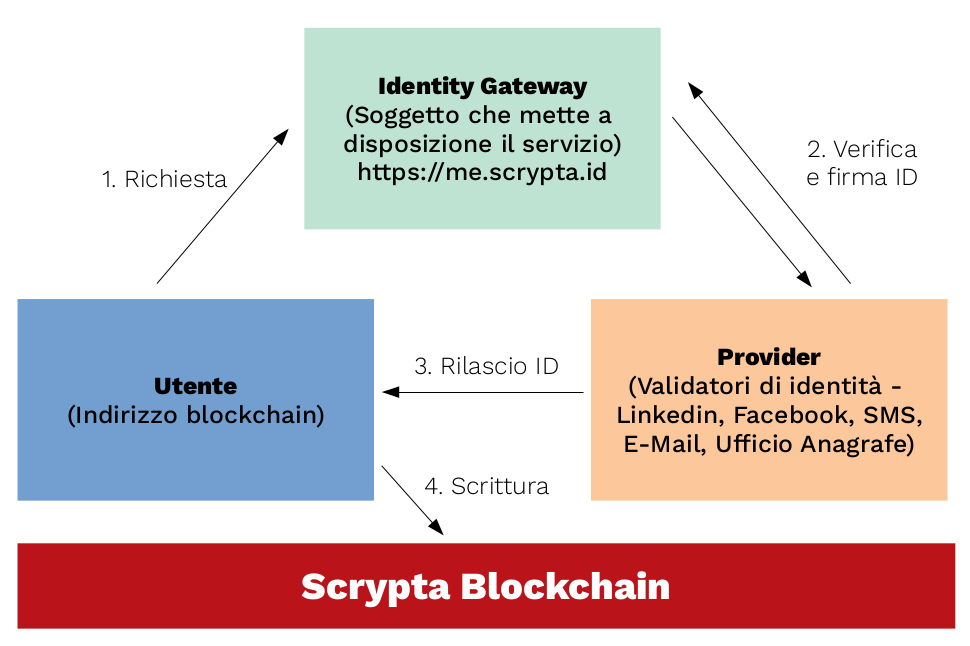 Identity Gateway
(Soggetto che mette a
disposizione il servizio)
https://me.scrypta.id
1. Richiesta
2. Verifica
e firma ID
Utente
(Indirizzo blockchain)
3. Rilascio ID
Provider
(Validatori di identità -
Linkedin, Facebook, SMS,
E-Mail, Ufficio Anagrafe)
4. Scrittura
Scrypta Blockchain